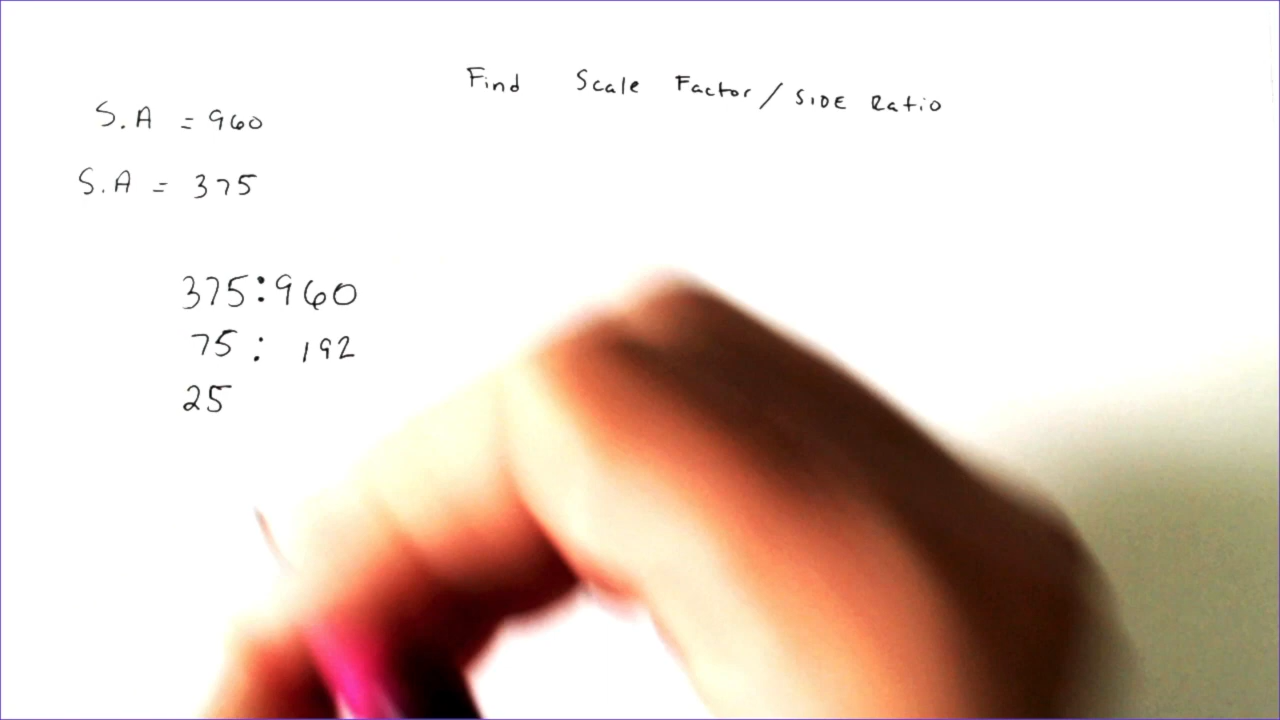 Find Scale Factor/SIDE Ratio
S.A = 960
S.A = 375
375:960
75 : 192
25